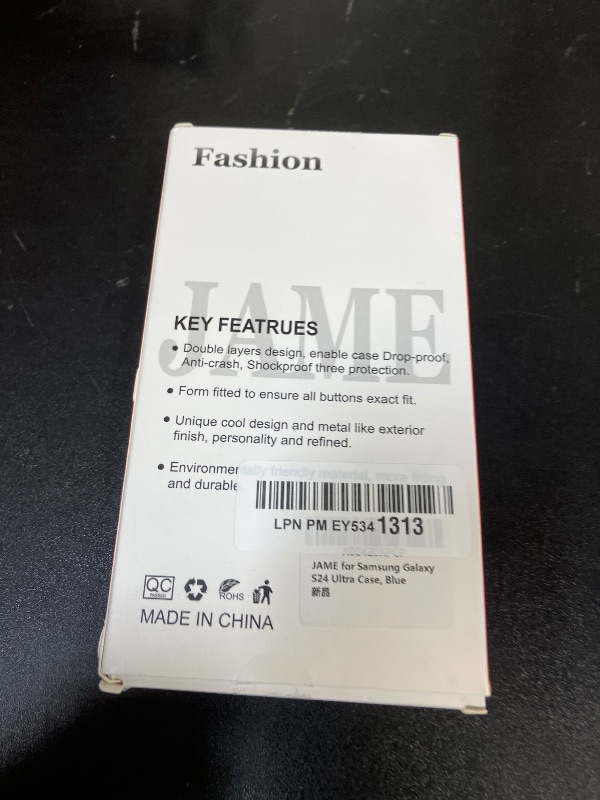 Fashion
JAME
KEY FEATRUES
• Double layers design, enable case Drop-proof,
Anti-crash, Shockproof three protection.
• Form fitted to ensure all buttons exact fit.
• Unique cool design and metal like exterior
finish, personality and refined.
• Environmentally friendly material, more fitting
and durable
LPN PM EY534 1313
JAME for Samsung Galaxy
S24 Ultra Case, Blue
新品
QC
PASSED
ROHS
MADE IN CHINA